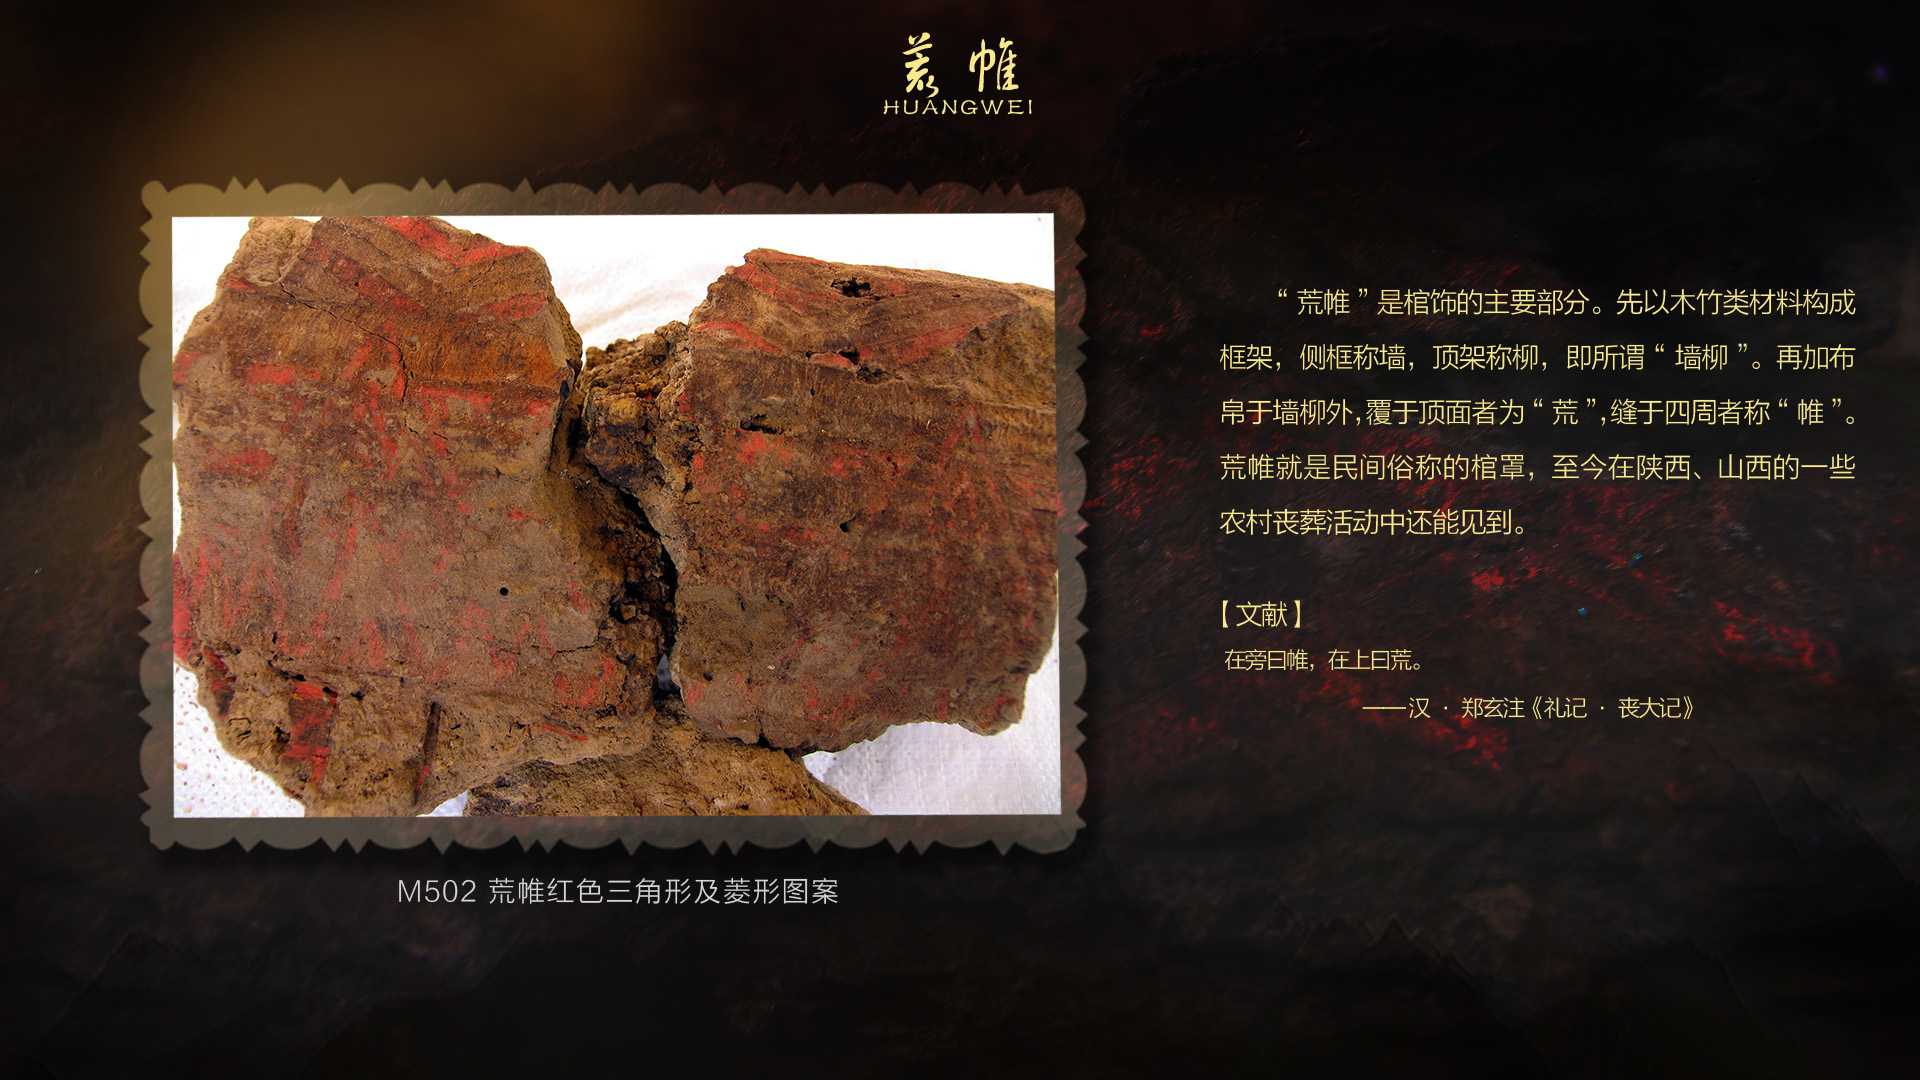 荒帷
HUANGWEI
“荒帷”是棺饰的主要部分。先以木竹类材料构成
框架，侧框称墙，顶架称柳，即所谓“墙柳”。再加布
帛于墙柳外，覆于顶面者为“荒”，缝于四周者称“帷”。
荒帷就是民间俗称的棺罩，至今在陕西、山西的一些
农村丧葬活动中还能见到。
【文献】
在旁曰帷，在上曰荒。
——汉 · 郑玄注《礼记 · 丧大记》
M502 荒帷红色三角形及菱形图案